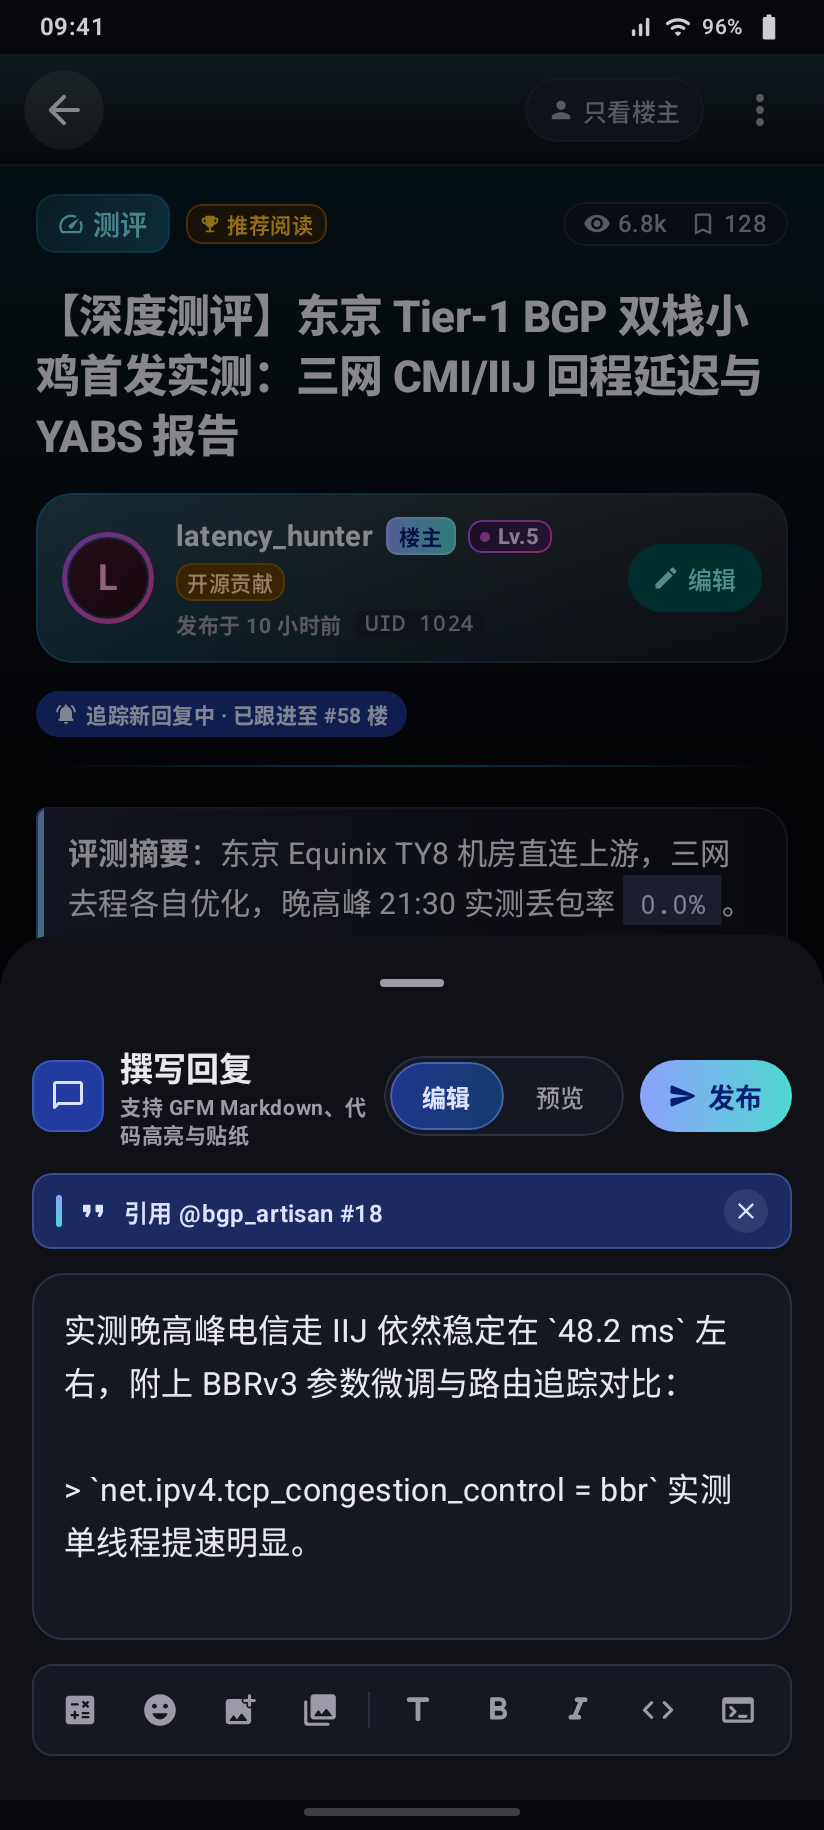 09:41
96%
只看楼主
测评
推荐阅读
6.8k
128
【深度测评】东京 Tier-1 BGP 双栈小
鸡首发实测：三网 CMI/IIJ 回程延迟与
YABS 报告
L
latency_hunter
楼主
Lv.5
开源贡献
发布于 10 小时前
UID 1024
编辑
追踪新回复中 · 已跟进至 #58 楼
评测摘要：东京 Equinix TY8 机房直连上游，三网
去程各自优化，晚高峰 21:30 实测丢包率 0.0% 。
撰写回复
支持 GFM Markdown、代
码高亮与贴纸
编辑
预览
发布
引用 @bgp_artisan #18
实测晚高峰电信走 IIJ 依然稳定在 `48.2 ms` 左
右，附上 BBRv3 参数微调与路由追踪对比：
> `net.ipv4.tcp_congestion_control = bbr` 实测
单线程提速明显。